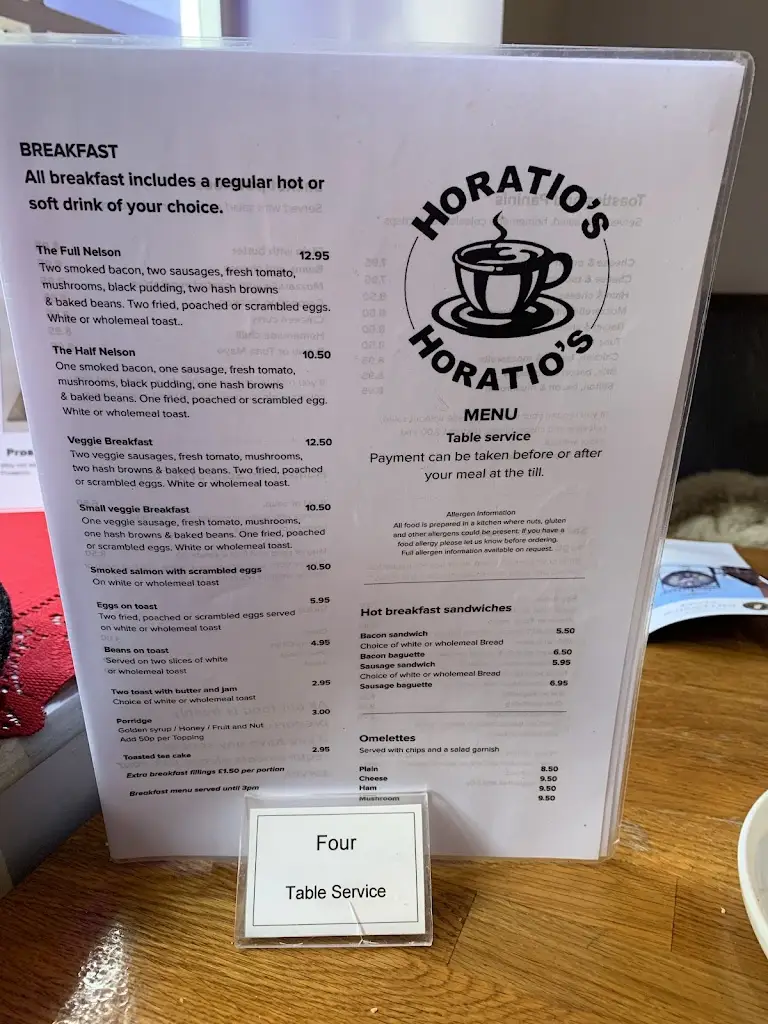 BREAKFAST
All breakfast includes a regular hot or
soft drink of your choice.
The Full Nelson 12.95
Two smoked bacon, two sausages, fresh tomato,
mushrooms, black pudding, two hash browns
& baked beans. Two fried, poached or scrambled eggs.
White or wholemeal toast..
The Half Nelson 10.50
One smoked bacon, one sausage, fresh tomato,
mushrooms, black pudding, one hash browns
& baked beans. One fried, poached or scrambled egg.
White or wholemeal toast.
Veggie Breakfast 12.50
Two veggie sausages, fresh tomato, mushrooms,
two hash browns & baked beans. Two fried, poached
or scrambled eggs. White or wholemeal toast.
Small veggie Breakfast 10.50
One veggie sausage, fresh tomato, mushrooms,
one hash browns & baked beans. One fried, poached
or scrambled eggs. White or wholemeal toast.
Smoked salmon with scrambled eggs 10.50
On white or wholemeal toast
Eggs on toast 5.95
Two fried, poached or scrambled eggs served
on white or wholemeal toast
Beans on toast 4.95
Served on two slices of white
or wholemeal toast
Two toast with butter and jam 2.95
Choice of white or wholemeal toast
Porridge 3.00
Golden syrup / Honey / Fruit and Nut
Add 50p per Topping
Toasted tea cake 2.95
Extra breakfast fillings £1.50 per portion
Breakfast menu served until 3pm
HORATIO'S
HORATIO'S
MENU
Table service
Payment can be taken before or after
your meal at the till.
Allergen Information
All food is prepared in a kitchen where nuts, gluten
and other allergens could be present. If you have a
food allergy please let us know before ordering.
Full allergen information available on request.
Hot breakfast sandwiches
Bacon sandwich 5.50
Choice of white or wholemeal Bread
Bacon baguette 6.50
Sausage sandwich 5.95
Choice of white or wholemeal Bread
Sausage baguette 6.95
Omelettes
Served with chips and a salad garnish
Plain 8.50
Cheese 9.50
Ham 9.50
Mushroom 9.50
Four
Table Service